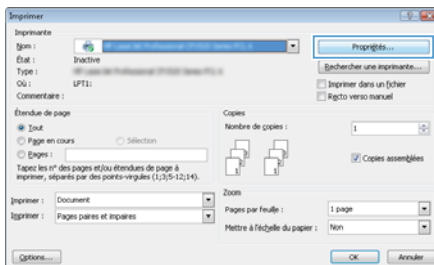 Imprimer
Imprimante
Nom :
Propriétés...
État : Inactive
Rechercher une imprimante...
Type :
Où : LPT1:
Imprimer dans un fichier
Commentaire :
Recto verso manuel
Étendue de page
Tout
Page en cours Sélection
Pages :
Tapez les n° des pages et/ou étendues de page à
imprimer, séparés par des points-virgules (1;3;5-12;14).
Copies
Nombre de copies : 1
Copies assemblées
Imprimer : Document
Imprimer : Pages paires et impaires
Zoom
Pages par feuille : 1 page
Mettre à l'échelle du papier : Non
Options...
OK
Annuler